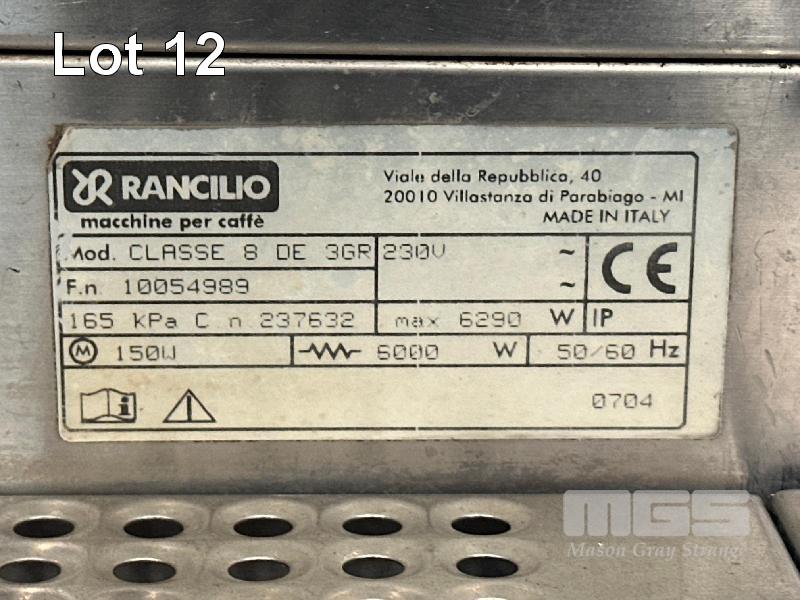 Lot 12
RANCILIO
macchine per caffè
Viale della Repubblica, 40
20010 Villastanza di Parabiago - MI
MADE IN ITALY
Mod. CLASSE 8 DE 3GR 230V ~
F.n. 10054989 ~
CE
165 kPa C n 237632 max 6290 W IP
M 150W 6000 W 50/60 Hz
i
0704
MGS
Mason Gray Strange